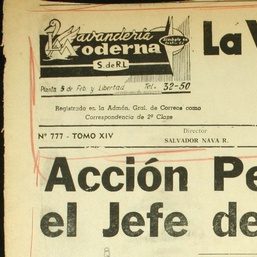 Lavandería
Moderna
S. de R.L
Planta 5 de Feb y Libertad Tel. 32-50
La
Registrado en la Admón. Gral. de Correos como
Correspondencia de 2ª Clase
Nº 777 - TOMO XIV
Director
SALVADOR NAVA R.
Acción Pe
el Jefe de